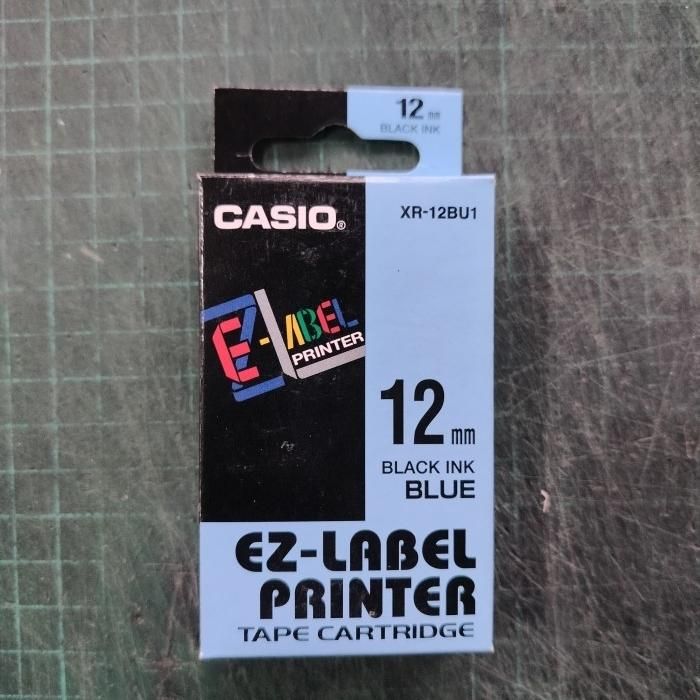 12 mm
BLACK INK
CASIO®
XR-12BU1
E-LABEL
PRINTER
12 mm
BLACK INK
BLUE
EZ-LABEL
PRINTER
TAPE CARTRIDGE